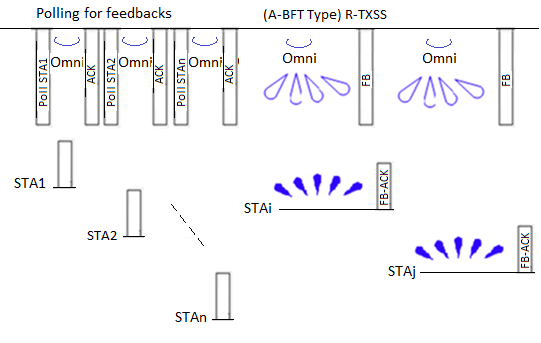 Polling for feedbacks
(A-BFT Type) R-TXSS
Poll STA1
Omni
ACK
Poll STA2
Omni
ACK
Poll STAn
Omni
ACK
Omni
FB
Omni
FB
STA1
STA2
STAn
STAi
FB-ACK
STAj
FB-ACK